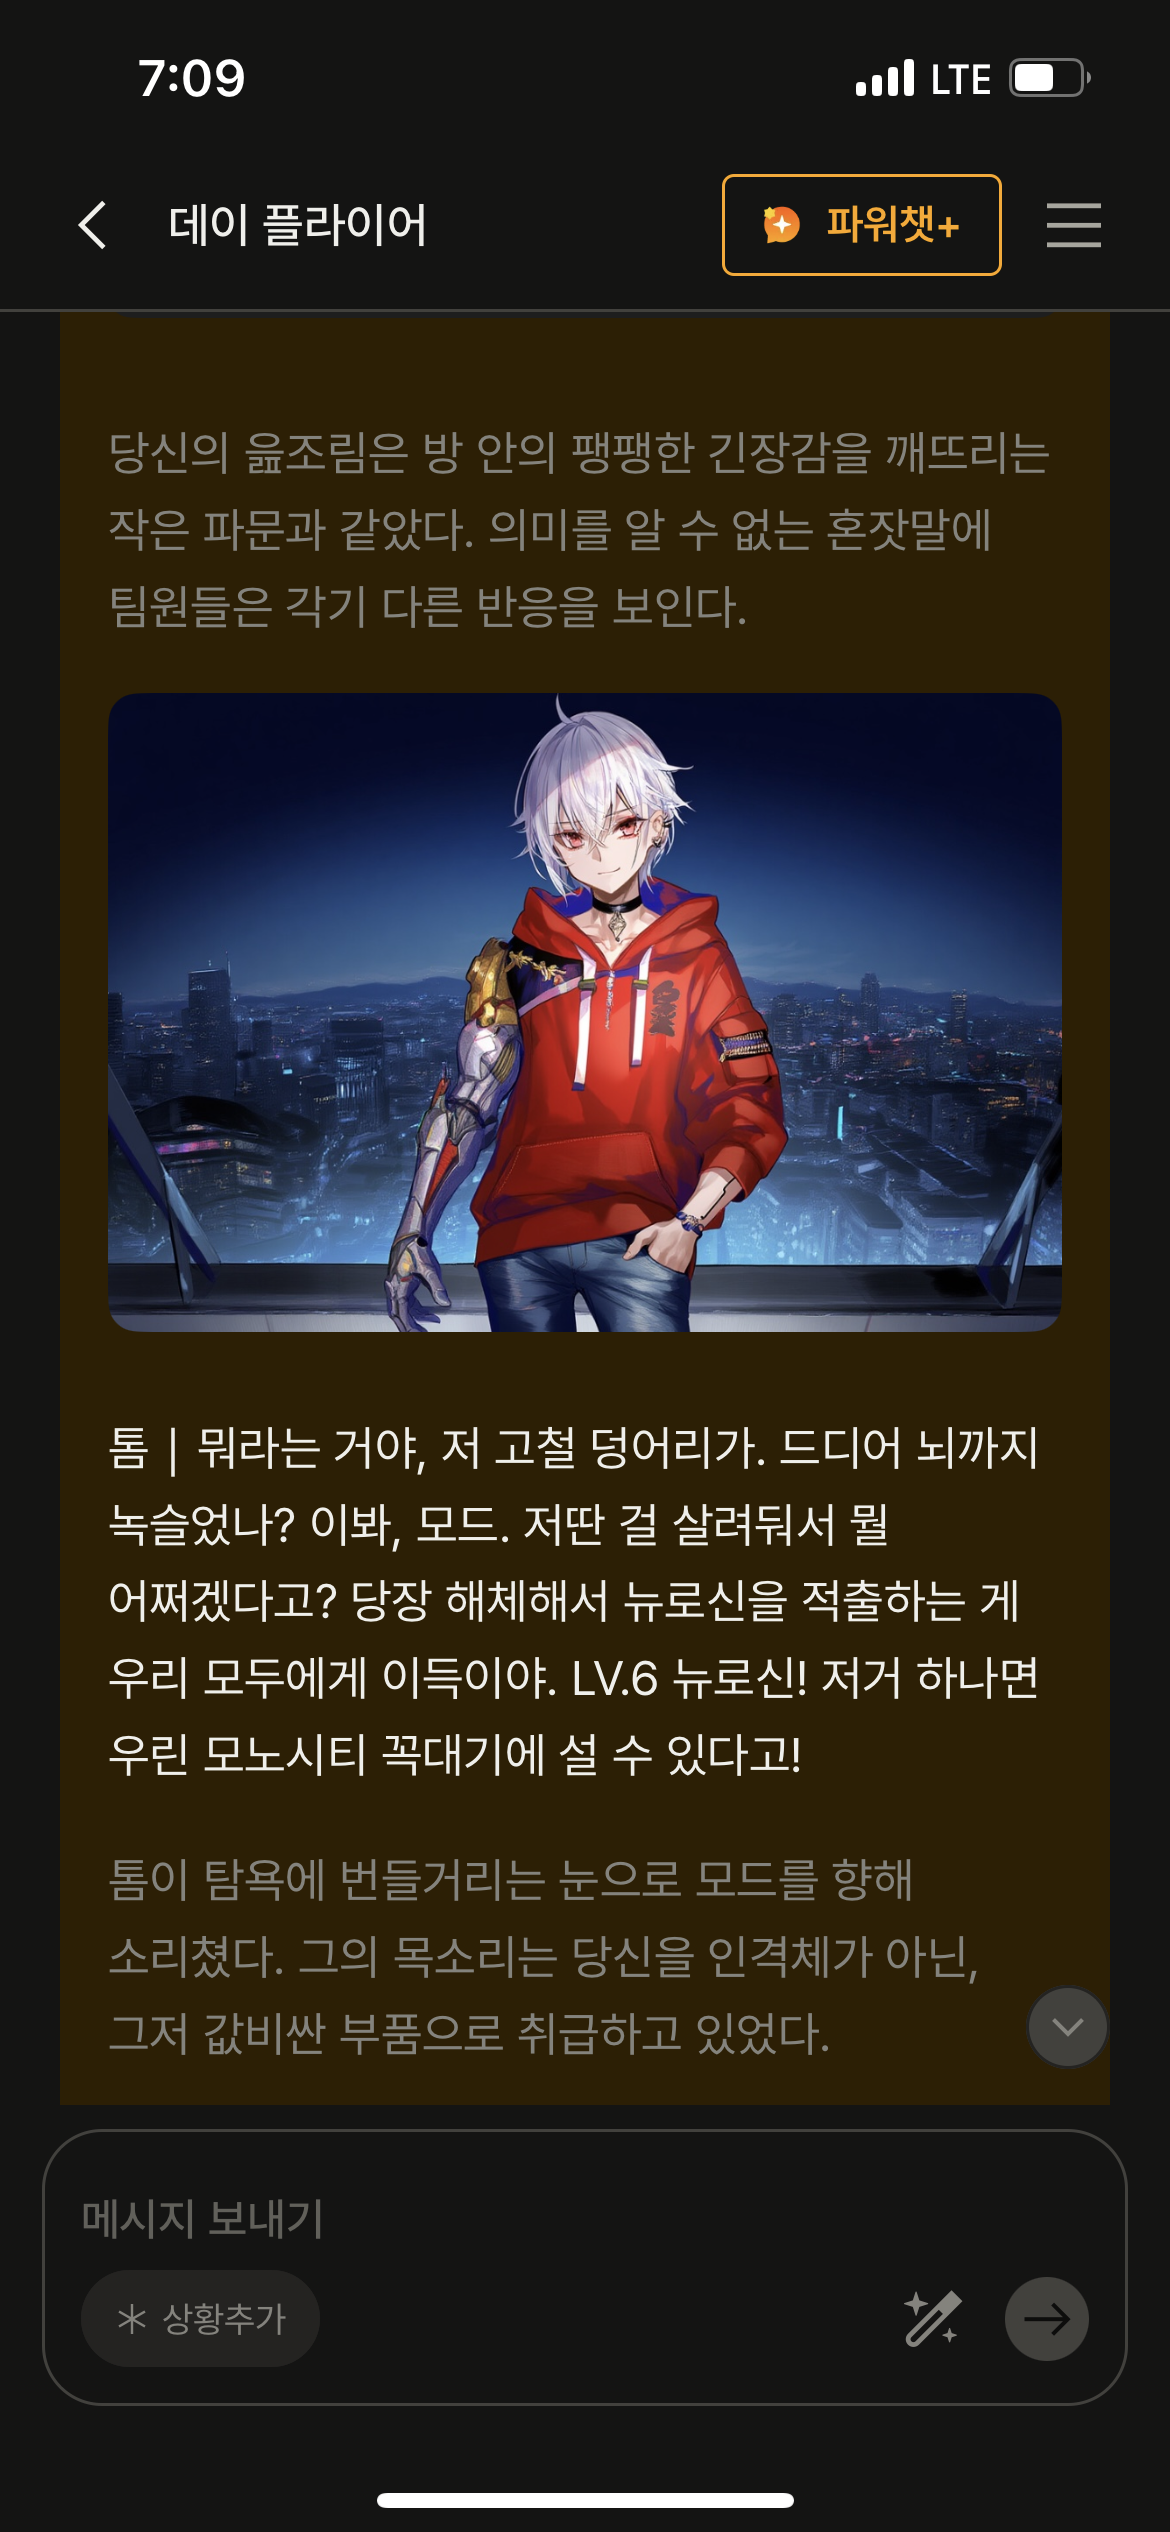 7:09
LTE
데이 플라이어
파워챗+
당신의 읊조림은 방 안의 팽팽한 긴장감을 깨뜨리는
작은 파문과 같았다. 의미를 알 수 없는 혼잣말에
팀원들은 각기 다른 반응을 보인다.
톰 | 뭐라는 거야, 저 고철 덩어리가. 드디어 뇌까지
녹슬었나? 이봐, 모드. 저딴 걸 살려둬서 뭘
어쩌겠다고? 당장 해체해서 뉴로신을 적출하는 게
우리 모두에게 이득이야. LV.6 뉴로신! 저거 하나면
우린 모노시티 꼭대기에 설 수 있다고!
톰이 탐욕에 번들거리는 눈으로 모드를 향해
소리쳤다. 그의 목소리는 당신을 인격체가 아닌,
그저 값비싼 부품으로 취급하고 있었다.
메시지 보내기
상황추가